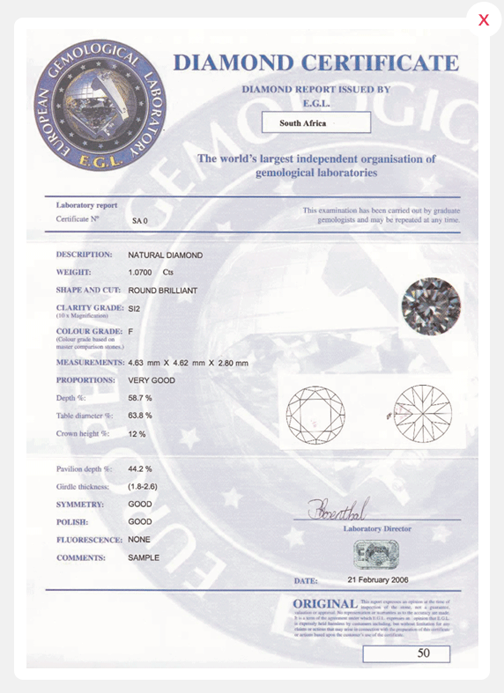 X
EUROPEAN GEMOLOGICAL LABORATORY
E.G.L.
DIAMOND CERTIFICATE
DIAMOND REPORT ISSUED BY
E.G.L.
South Africa
The world's largest independent organisation of
gemological laboratories
Laboratory report
Certificate Nº SA 0
This examination has been carried out by graduate
gemologists and may be repeated at any time.
DESCRIPTION: NATURAL DIAMOND
WEIGHT: 1.0700 Cts
SHAPE AND CUT: ROUND BRILLIANT
CLARITY GRADE: SI2
(10 x Magnification)
COLOUR GRADE: F
(Colour grade based on
master comparison stones.)
MEASUREMENTS: 4.63 mm X 4.62 mm X 2.80 mm
PROPORTIONS: VERY GOOD
Depth %: 58.7 %
Table diameter %: 63.8 %
Crown height %: 12 %
Pavilion depth %: 44.2 %
Girdle thickness: (1.8-2.6)
SYMMETRY: GOOD
POLISH: GOOD
FLUORESCENCE: NONE
COMMENTS: SAMPLE
Laboratory Director
DATE: 21 February 2006
ORIGINAL
50